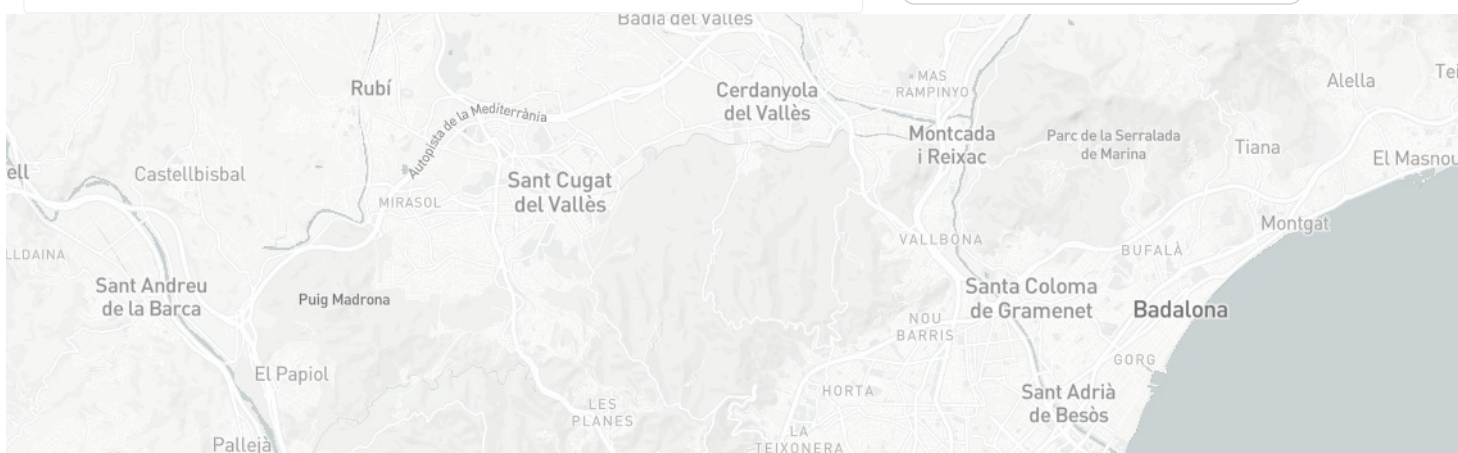 Badia del Vallès
Rubí
Cerdanyola
del Vallès
MAS
RAMPINYO
Alella
Autopista de la Mediterrània
Montcada
i Reixac
Parc de la Serralada
de Marina
Tiana
El Masnou
Castellbisbal
Sant Cugat
del Vallès
MIRASOL
Montgat
VALLBONA
BUFALÀ
Sant Andreu
de la Barca
Puig Madrona
Santa Coloma
de Gramenet
Badalona
NOU
BARRIS
GORG
El Papiol
HORTA
Sant Adrià
de Besòs
LES
PLANES
LA
TEIXONERA
Pallejà